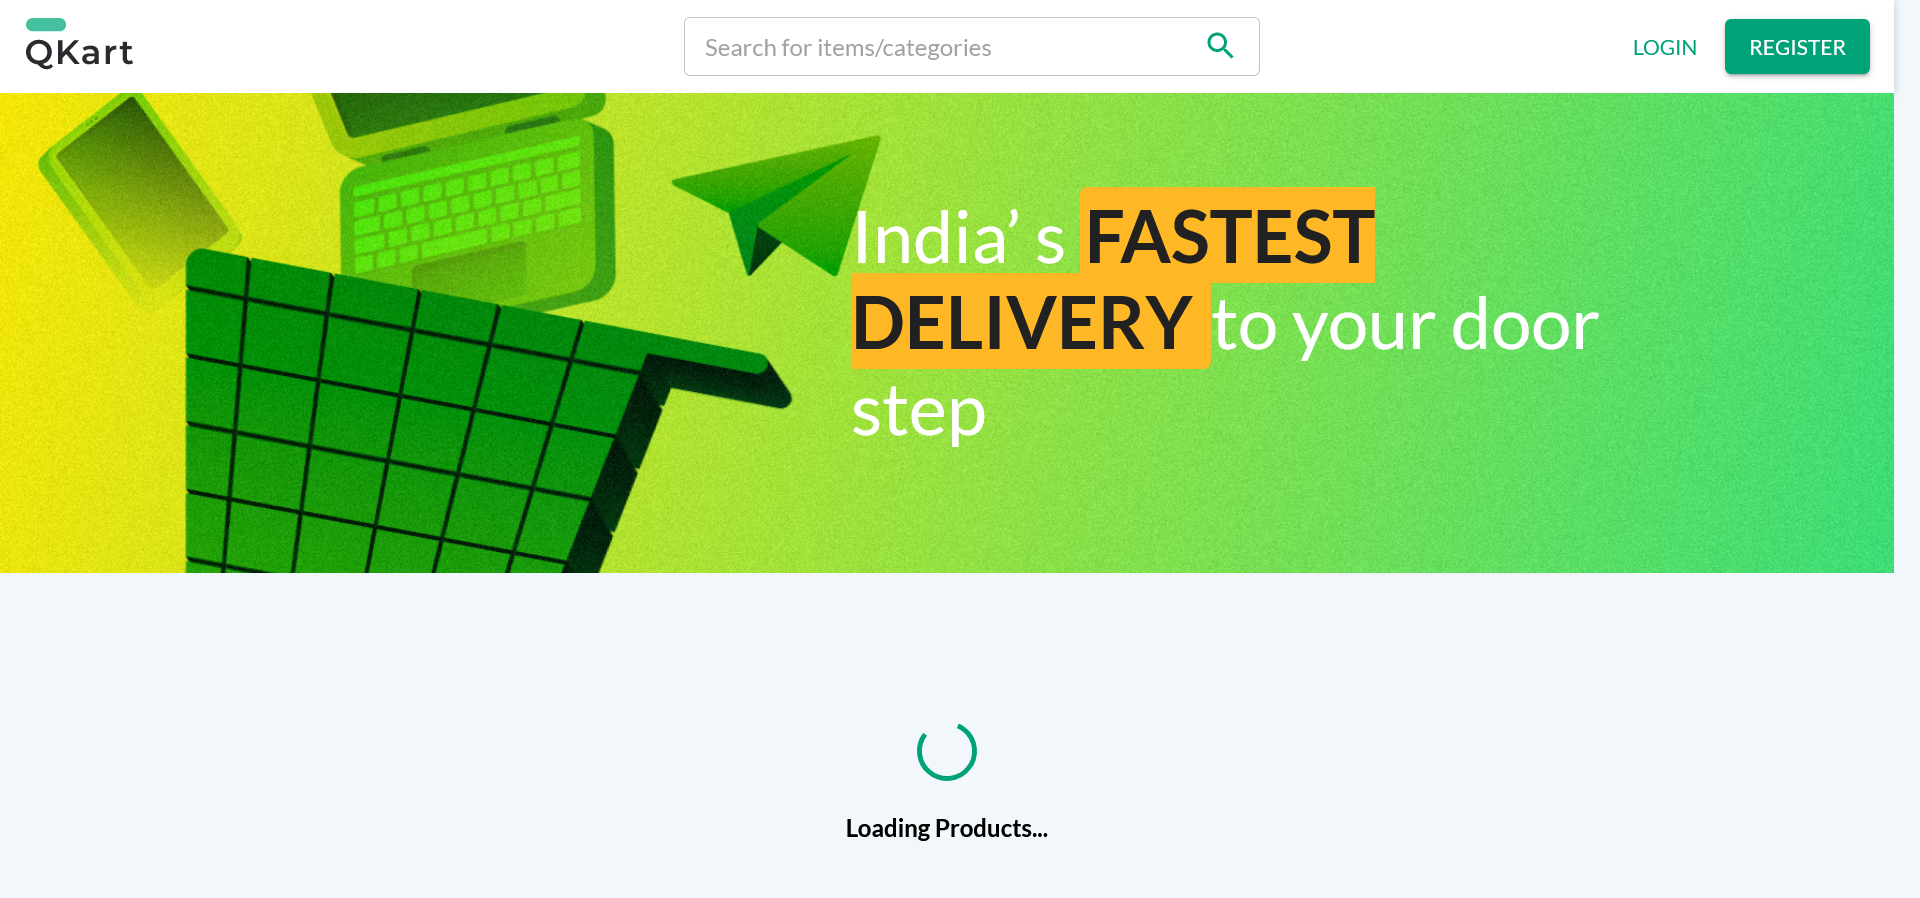 QKart
Search for items/categories
LOGIN
REGISTER
India’ s FASTEST
DELIVERY to your door
step
Loading Products...